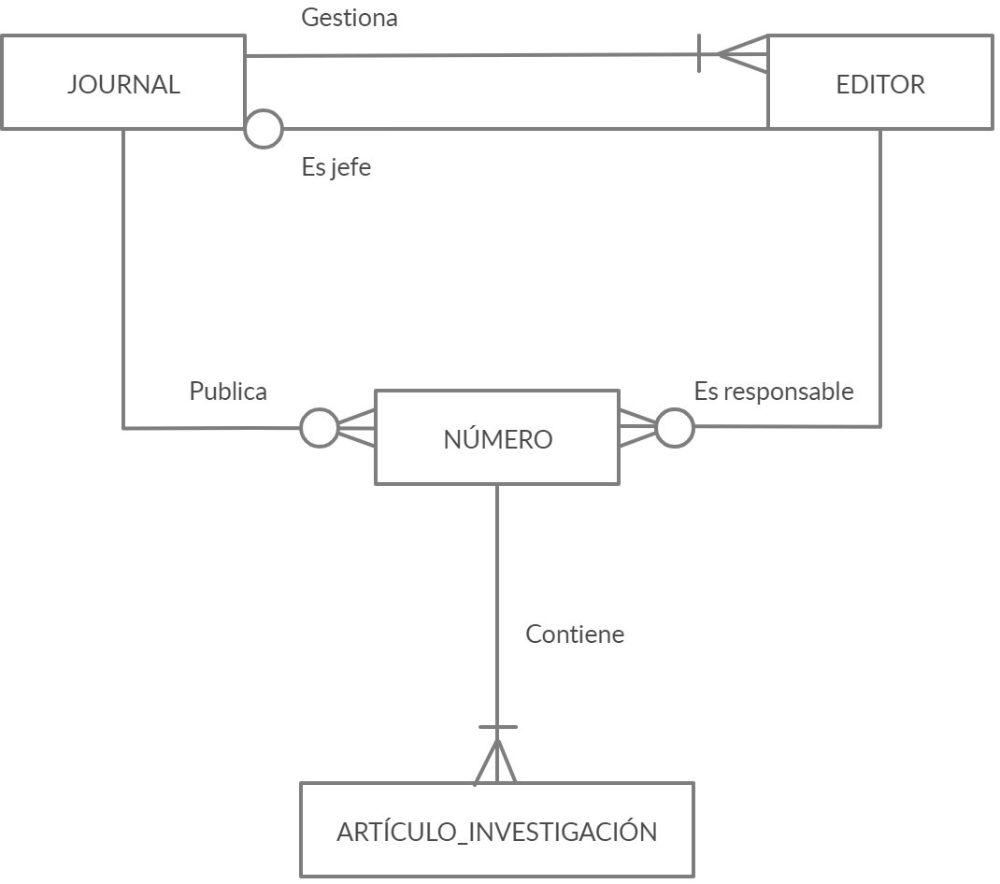 Gestiona
JOURNAL
EDITOR
Es jefe
Publica
Es responsable
NÚMERO
Contiene
ARTÍCULO_INVESTIGACIÓN